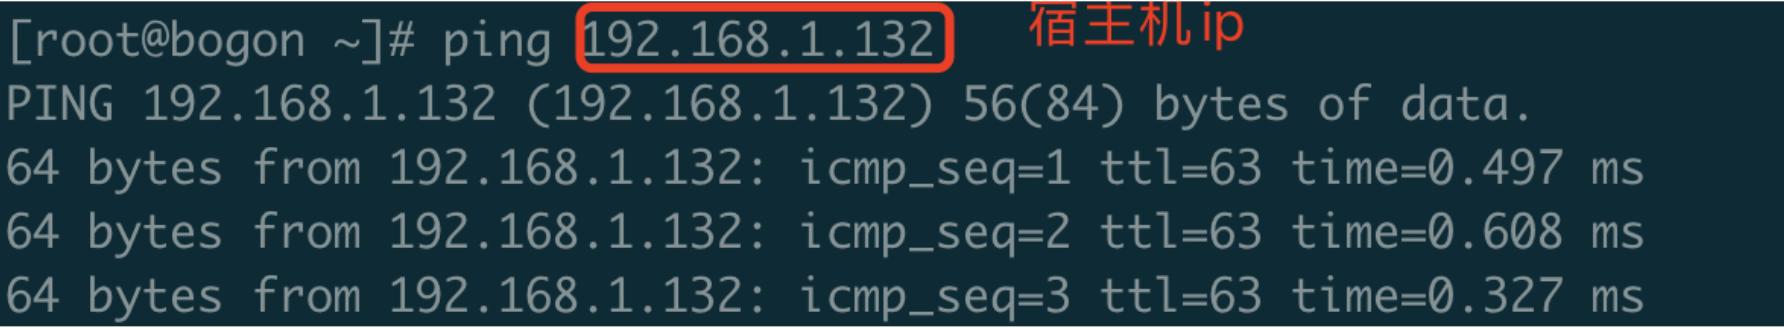 [root@bogon ~]# ping 192.168.1.132 宿主机ip
PING 192.168.1.132 (192.168.1.132) 56(84) bytes of data.
64 bytes from 192.168.1.132: icmp_seq=1 ttl=63 time=0.497 ms
64 bytes from 192.168.1.132: icmp_seq=2 ttl=63 time=0.608 ms
64 bytes from 192.168.1.132: icmp_seq=3 ttl=63 time=0.327 ms